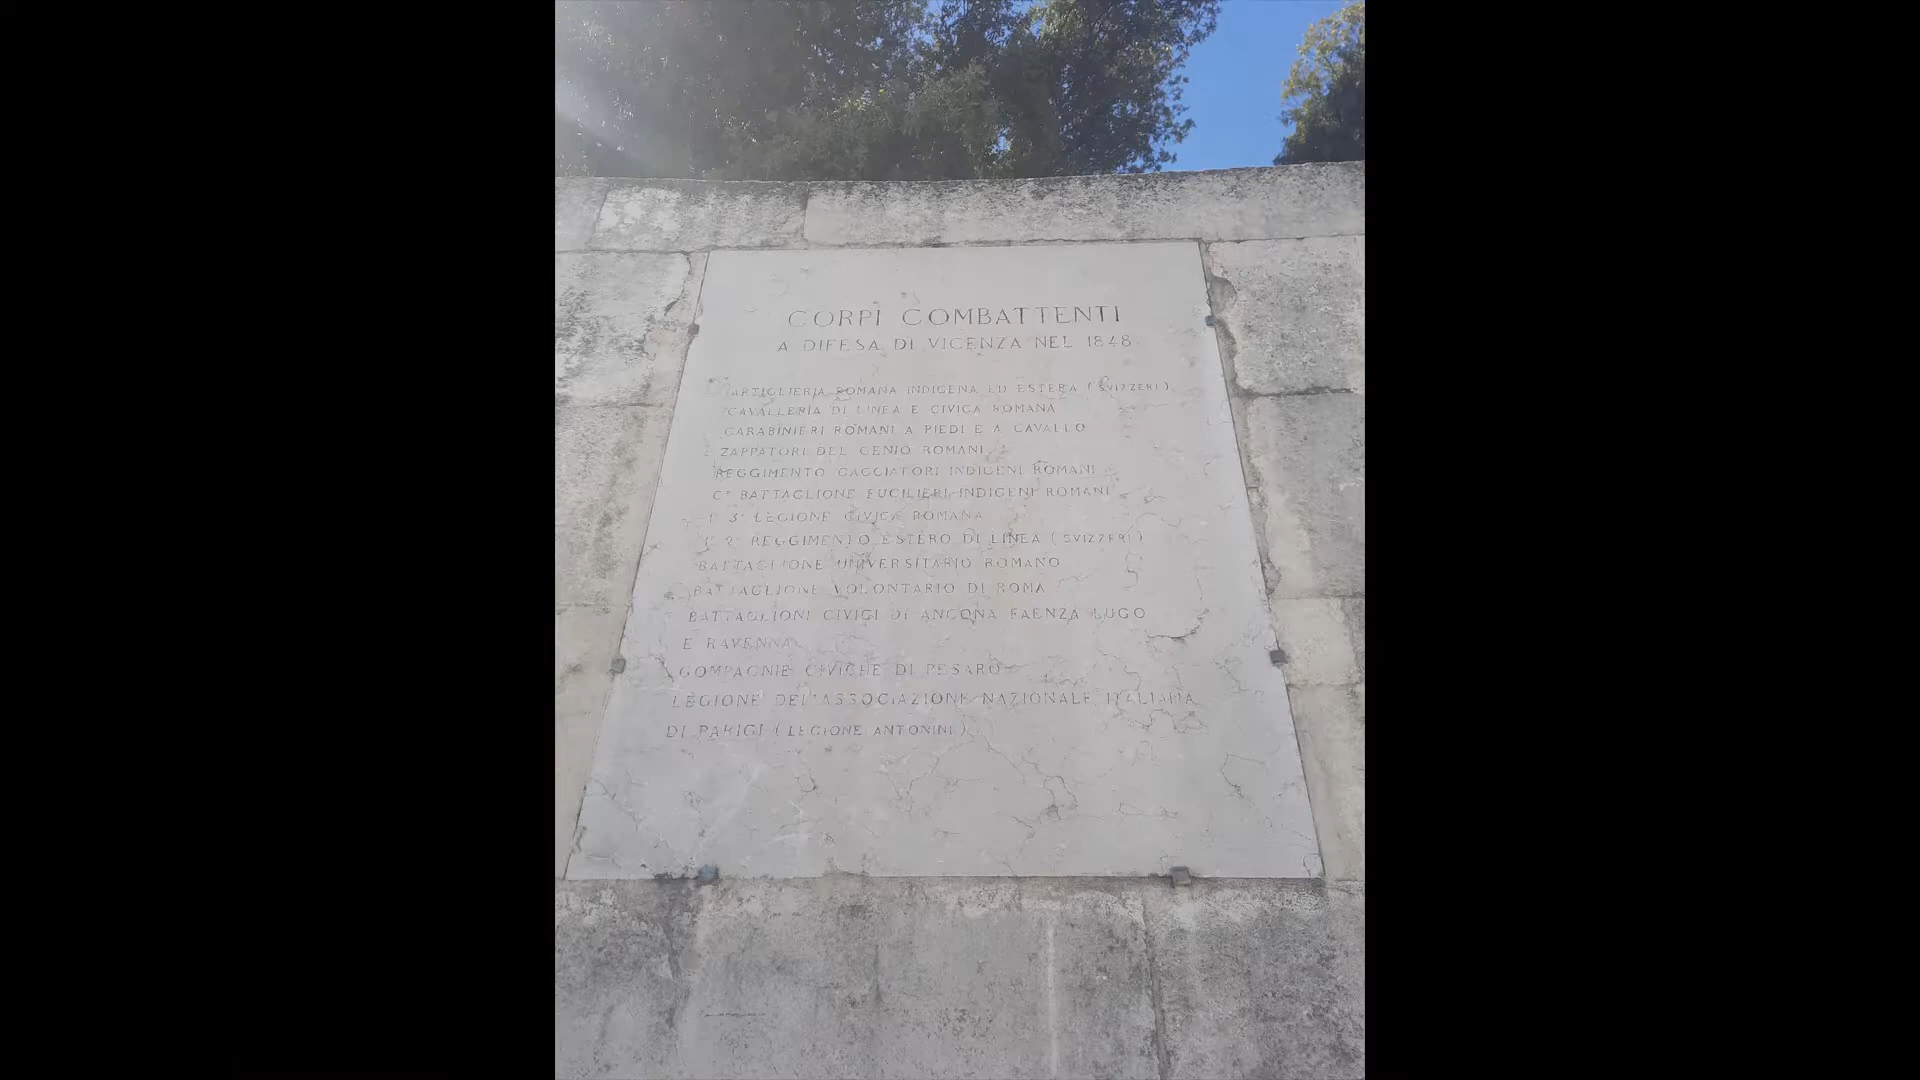 CORPI COMBATTENTI
A DIFESA DI VICENZA NEL 1848
ARTIGLIERIA ROMANA INDIGENA ED ESTERA (SVIZZERI)
CAVALLERIA DI LINEA E CIVICA ROMANA
CARABINIERI ROMANI A PIEDI E A CAVALLO
ZAPPATORI DEL GENIO ROMANI
REGGIMENTO CACCIATORI INDIGENI ROMANI
C° BATTAGLIONE FUCILIERI INDIGENI ROMANI
1° 3° LEGIONE CIVICA ROMANA
1° 2° REGGIMENTO ESTERO DI LINEA (SVIZZERI)
BATTAGLIONE UNIVERSITARIO ROMANO
BATTAGLIONE VOLONTARIO DI ROMA
BATTAGLIONI CIVICI DI ANCONA FAENZA LUGO
E RAVENNA
COMPAGNIE CIVICHE DI PESARO
LEGIONE DELL'ASSOCIAZIONE NAZIONALE ITALIANA
DI PARIGI (LEGIONE ANTONINI)